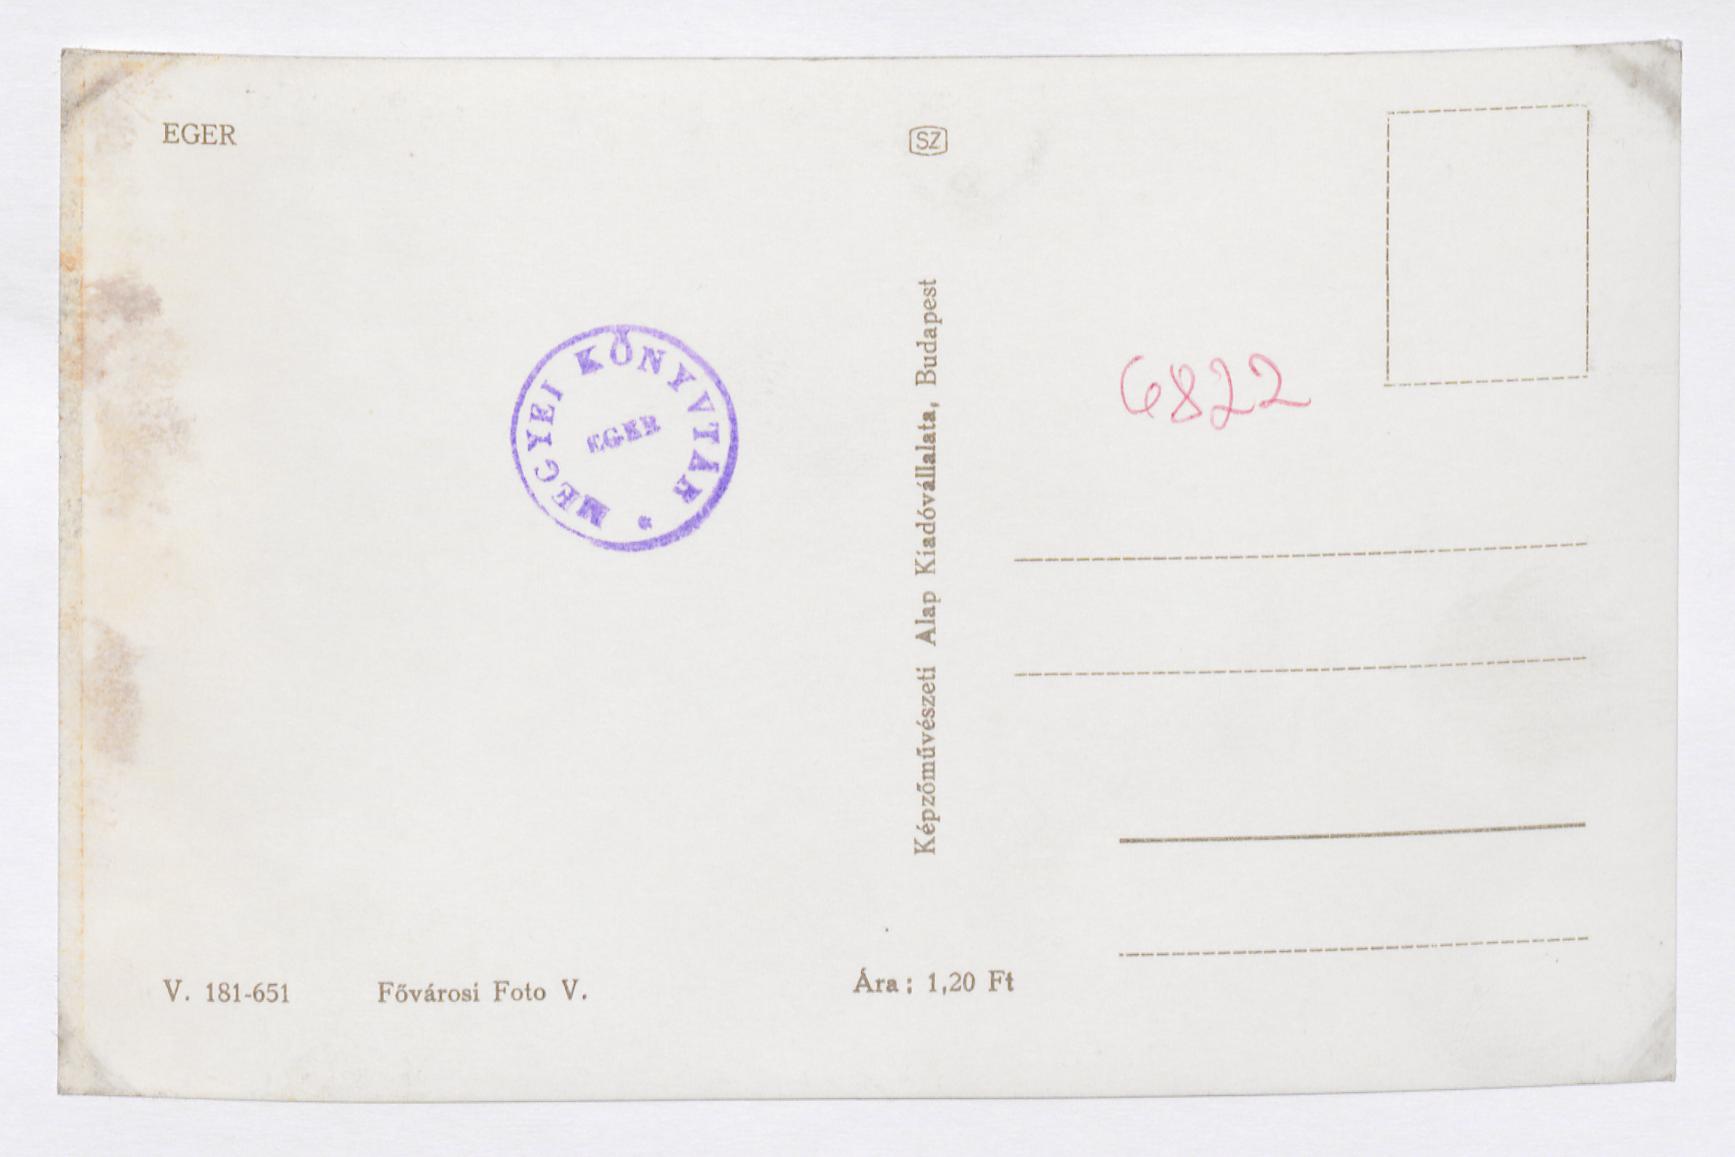 EGER
SZ
MEGYEI KÖNYVTÁR *
EGER
Képzőművészeti Alap Kiadóvállalata, Budapest
6822
V. 181-651 Fővárosi Foto V.
Ára: 1,20 Ft